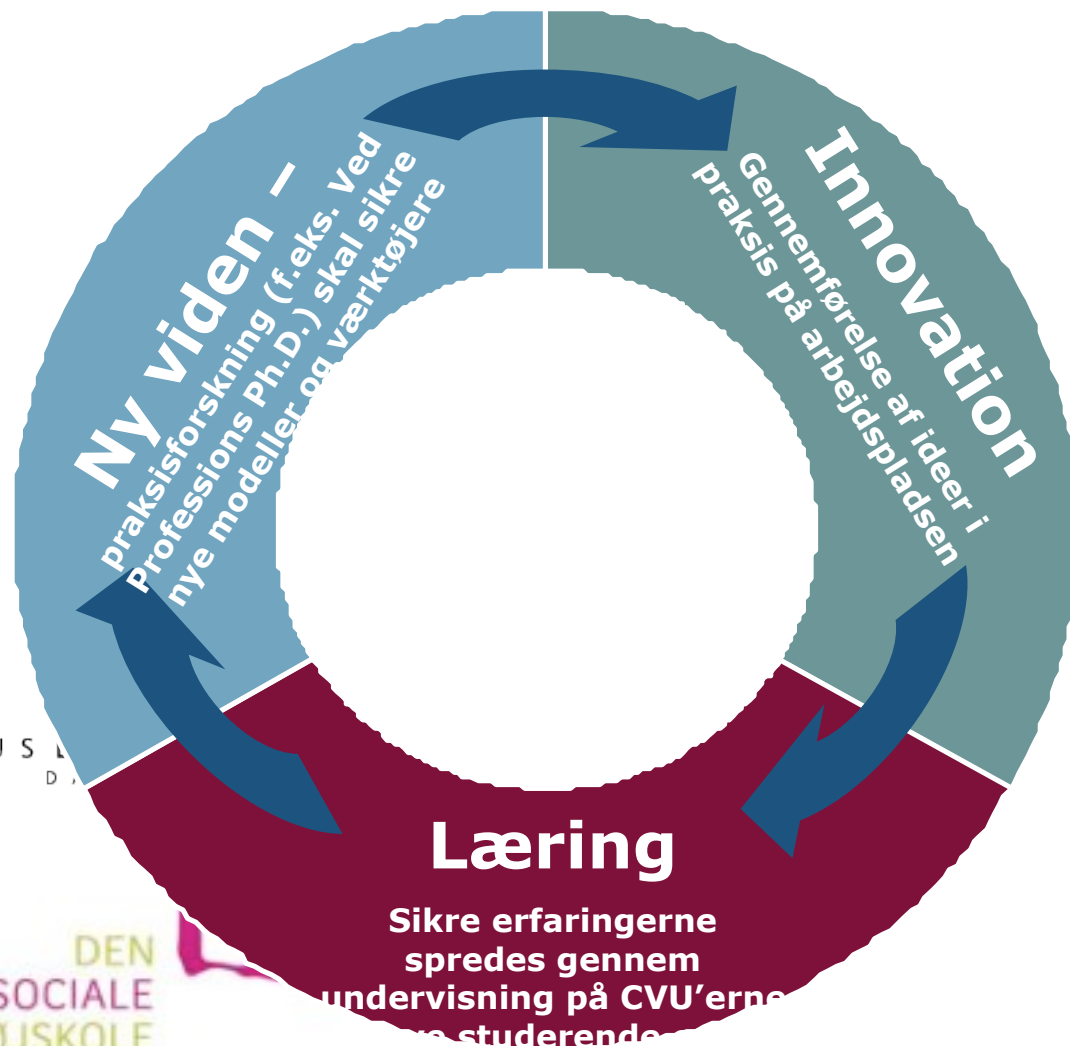 Ny viden –
praksisforskning (f.eks. Ved
Professions Ph.D.) skal sikre
nye modeller og værktøjere
Innovation
Gennemførelse af ideer i
praksis på arbejdspladsen
Læring
Sikre erfaringerne
spredes gennem
undervisning på CVU’erne
studerende
DEN
SOCIALE